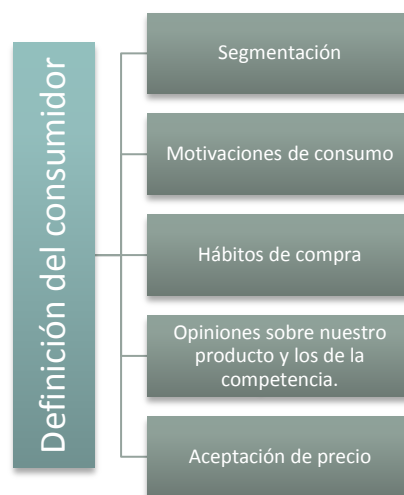 Definición del consumidor
Segmentación
Motivaciones de consumo
Hábitos de compra
Opiniones sobre nuestro
producto y los de la
competencia.
Aceptación de precio